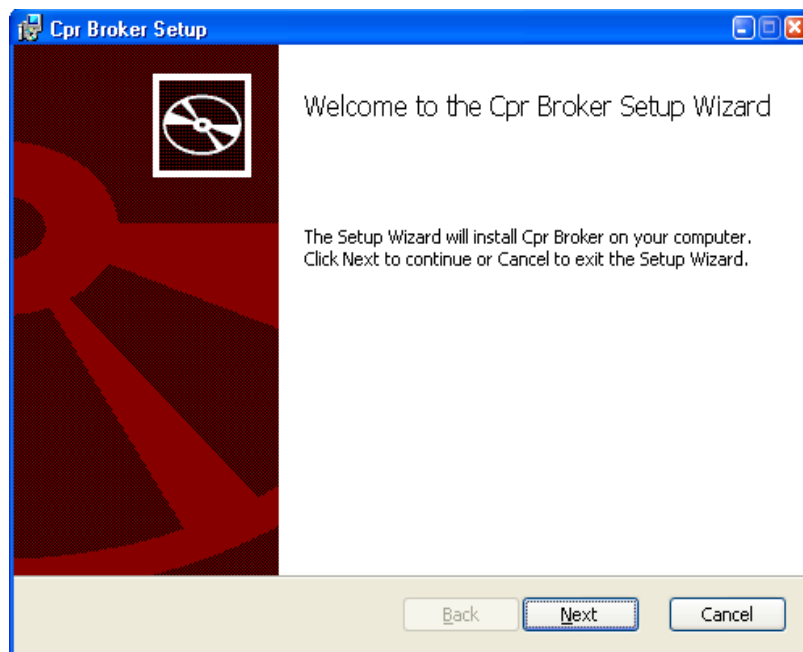 Cpr Broker Setup
Welcome to the Cpr Broker Setup Wizard
The Setup Wizard will install Cpr Broker on your computer.
Click Next to continue or Cancel to exit the Setup Wizard.
Back Next Cancel